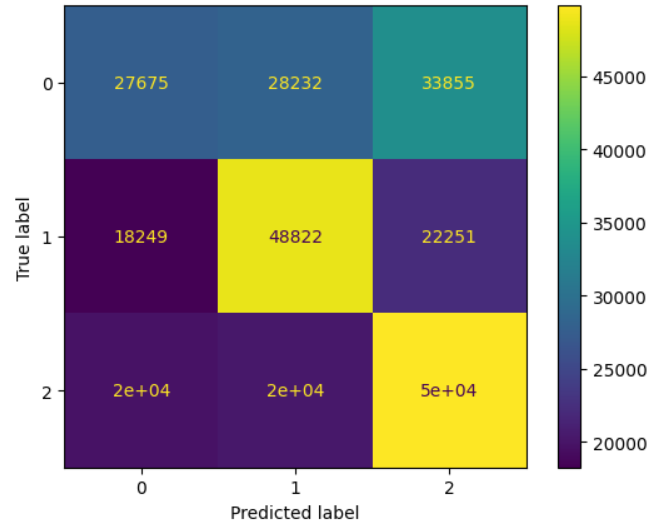 0 27675 28232 33855
1 18249 48822 22251
2 2e+04 2e+04 5e+04
0 1 2
Predicted label
True label
45000
40000
35000
30000
25000
20000